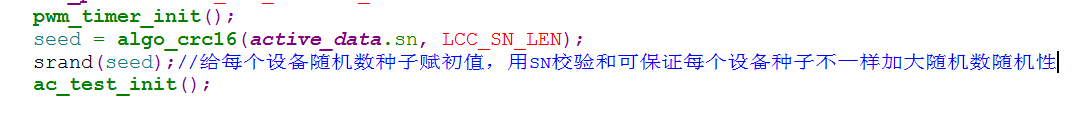 pwm_timer_init();
seed = algo_crc16(active_data.sn, LCC_SN_LEN);
srand(seed);//给每个设备随机数种子赋初值，用SN校验和可保证每个设备种子不一样加大随机数随机性
ac_test_init();